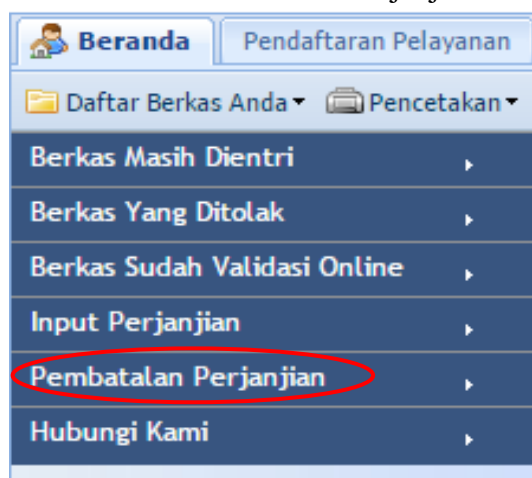 Beranda Pendaftaran Pelayanan
Daftar Berkas Anda Pencetakan
Berkas Masih Dientri
Berkas Yang Ditolak
Berkas Sudah Validasi Online
Input Perjanjian
Pembatalan Perjanjian
Hubungi Kami